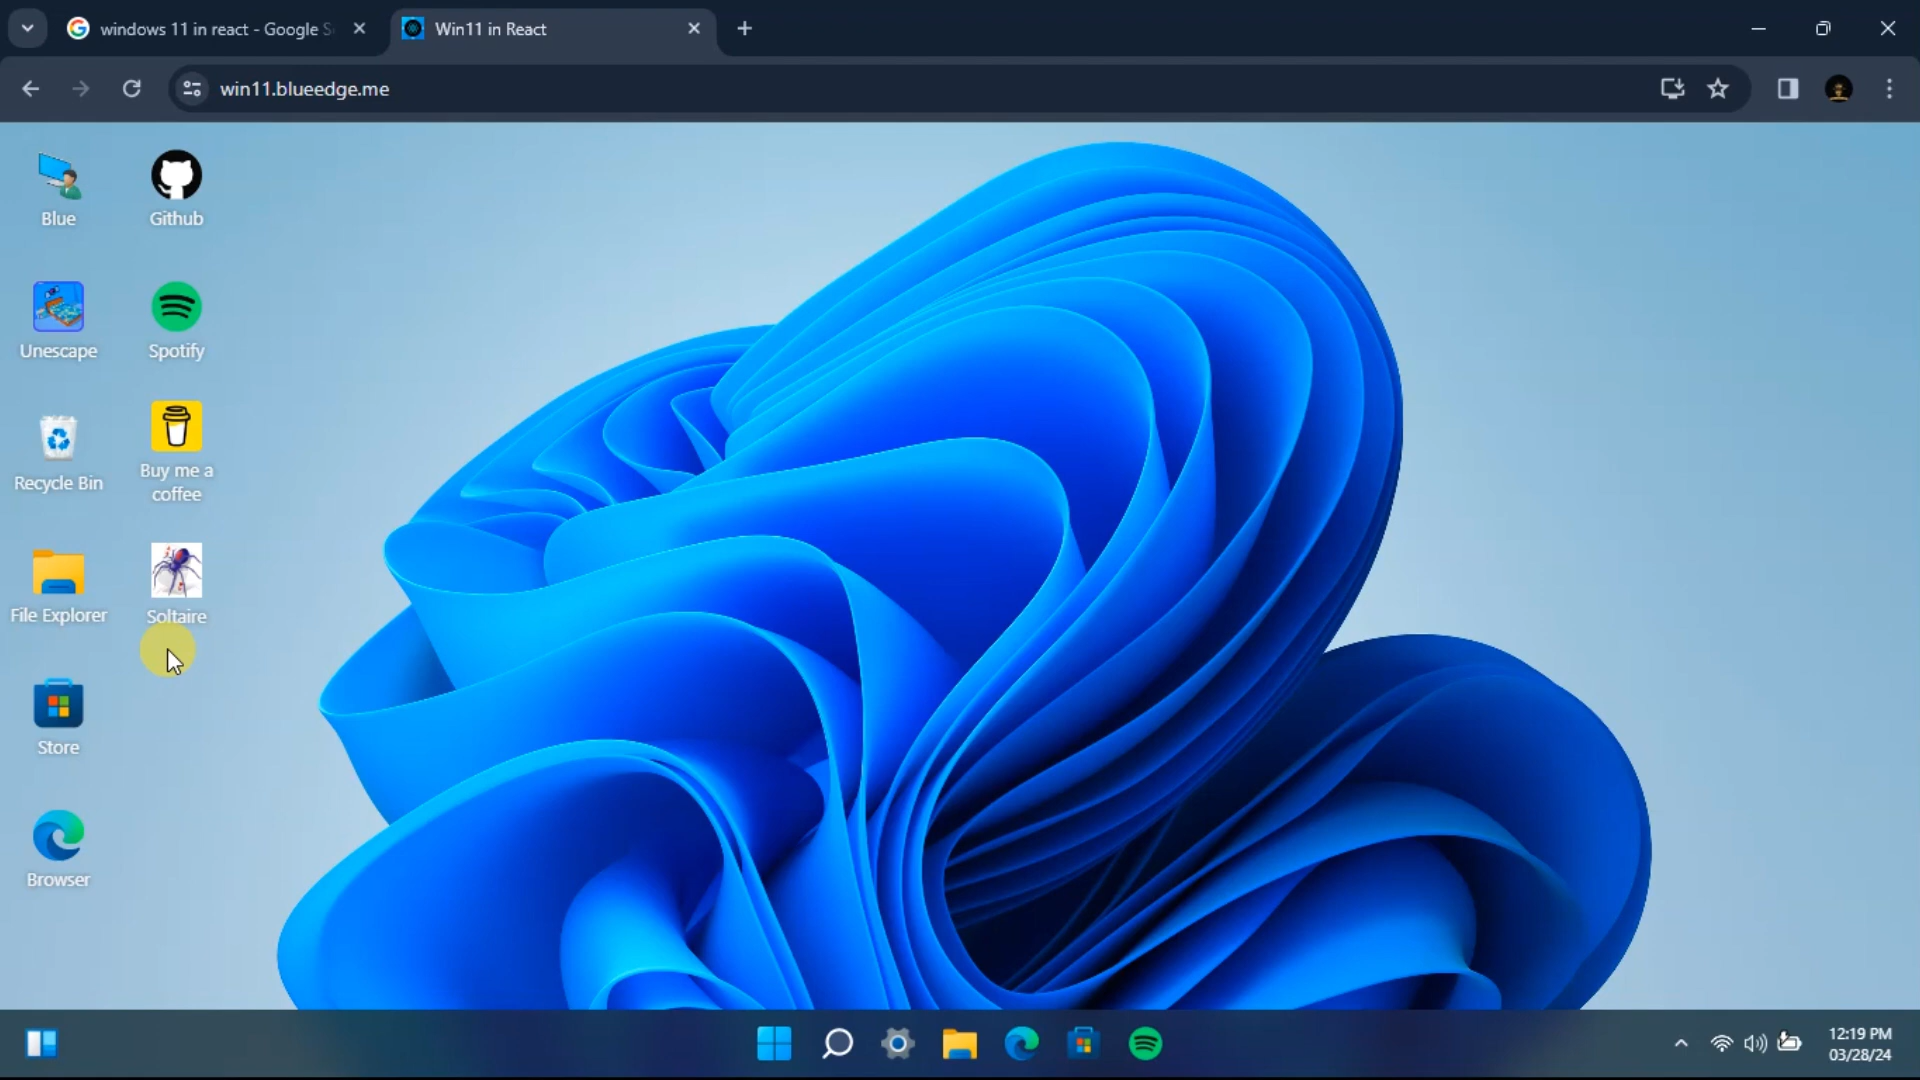 windows 11 in react - Google S
Win11 in React
win11.blueedge.me
Blue
Github
Unescape
Spotify
Recycle Bin
Buy me a
coffee
File Explorer
Soltaire
Store
Browser
12:19 PM
03/28/24